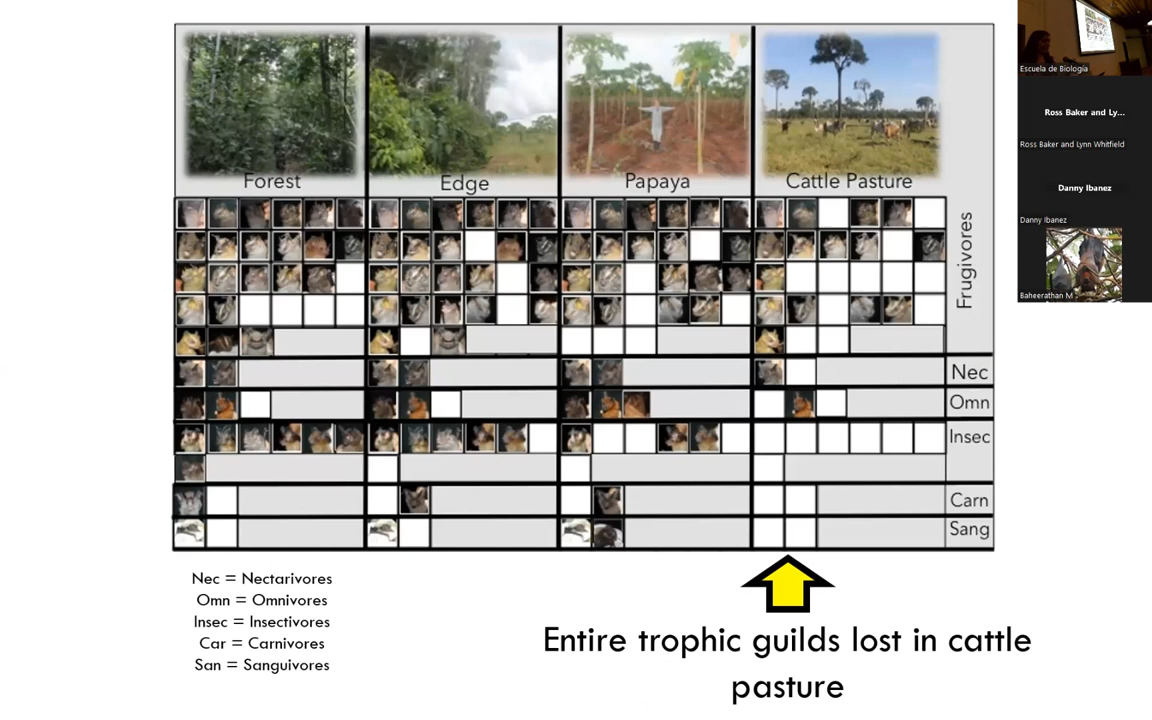 Forest
Edge
Papaya
Cattle Pasture
Frugivores
Nec
Omn
Insec
Carn
Sang
Nec = Nectarivores
Omn = Omnivores
Insec = Insectivores
Car = Carnivores
San = Sanguivores
Entire trophic guilds lost in cattle
pasture
Escuela de Biología
Ross Baker and Ly...
Ross Baker and Lynn Whitfield
Danny Ibanez
Danny Ibanez
Baheerathan M